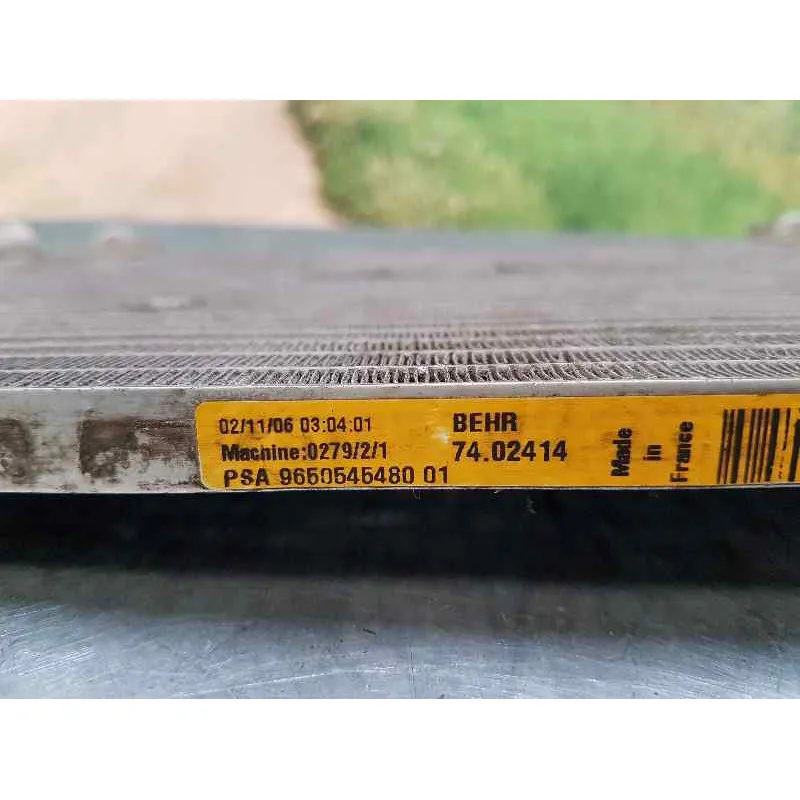 02/11/06 03:04:01
Machine:0279/2/1
PSA 9650545480 01
BEHR
74.02414
Made
in
France